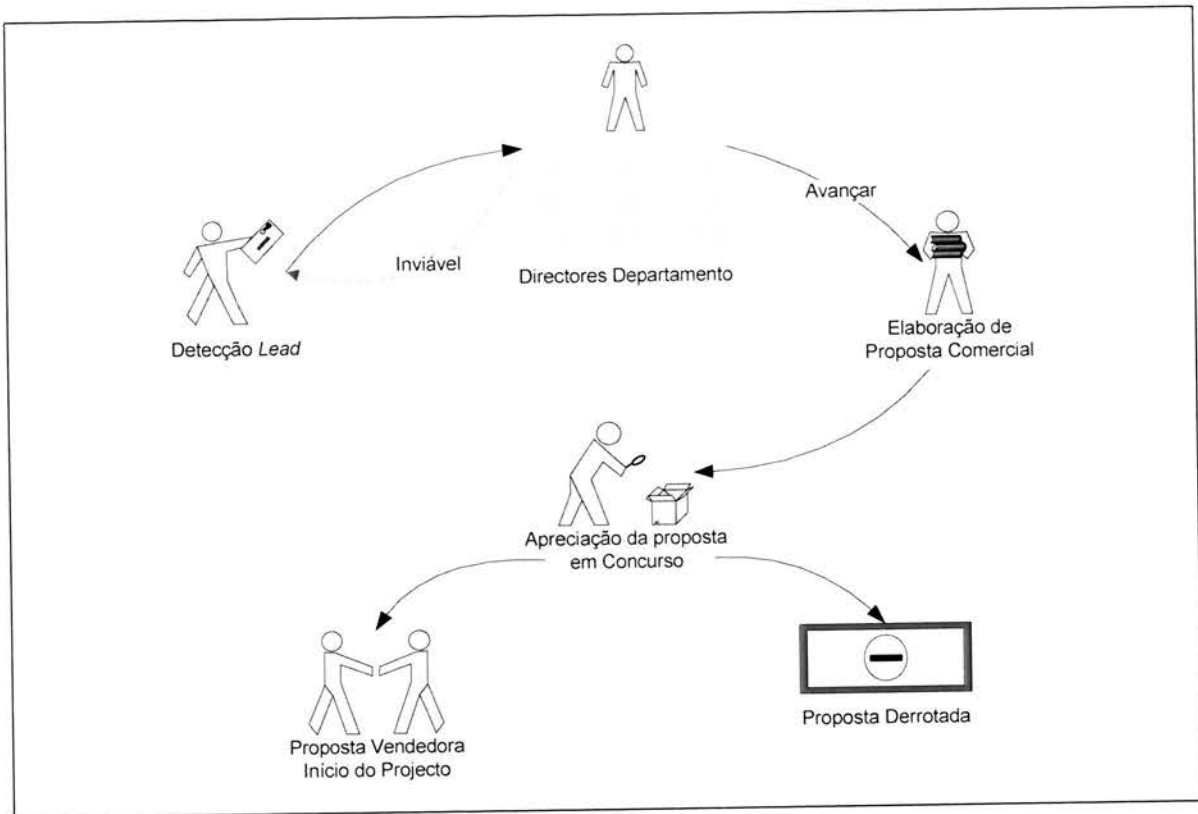 Avançar
Inviável
Directores Departamento
Detecção Lead
Elaboração de
Proposta Comercial
Apreciação da proposta
em Concurso
Proposta Vendedora
Início do Projecto
Proposta Derrotada